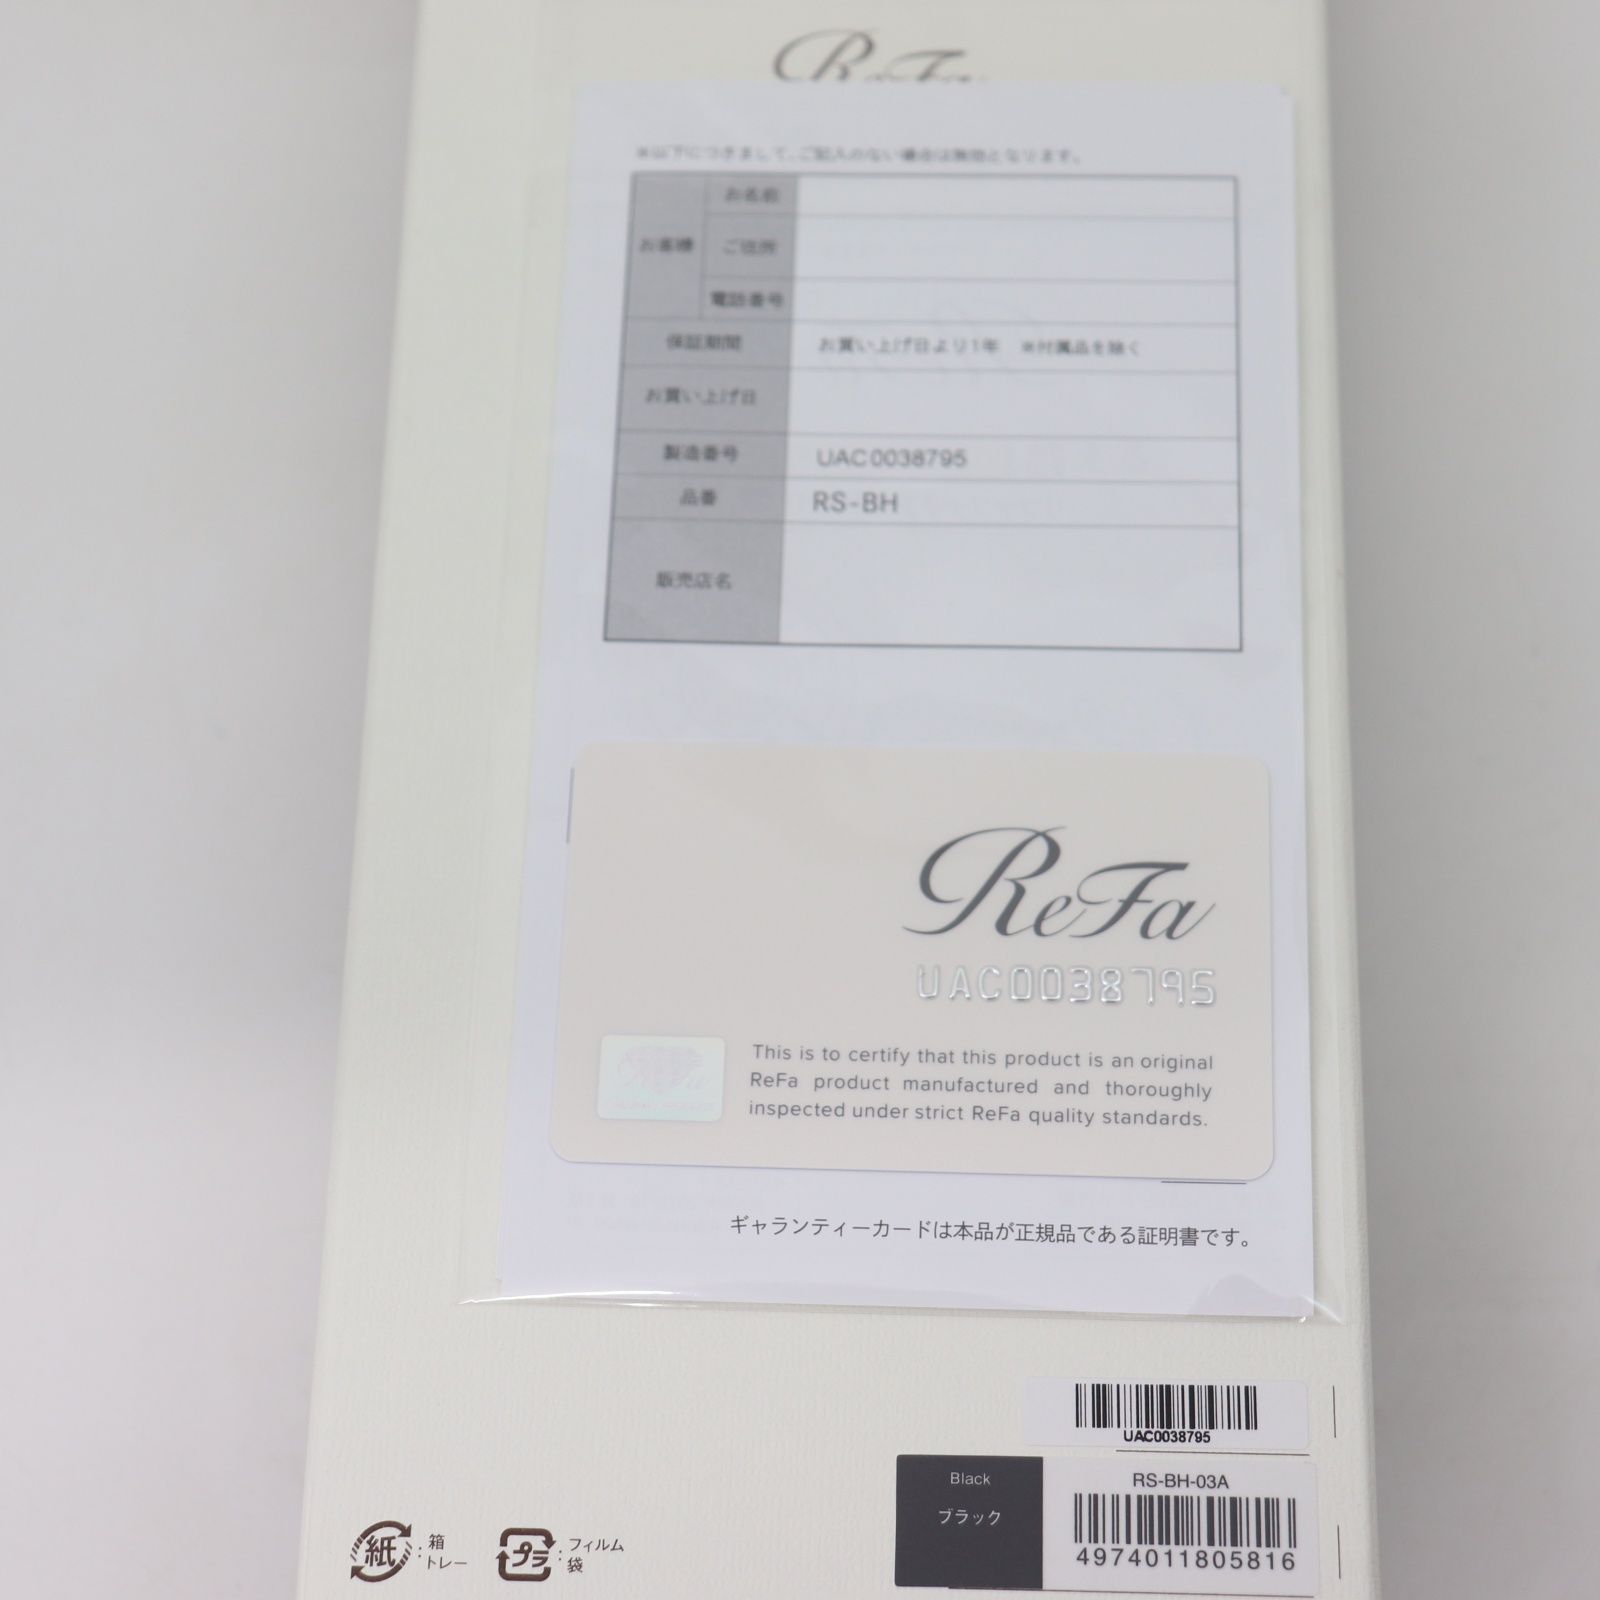 ReFa
※以下につきまして、ご記入のない場合は無効となります。
お客様
お名前
ご住所
電話番号
保証期間 お買い上げ日より1年 ※付属品を除く
お買い上げ日
製造番号 UAC0038795
品番 RS-BH
販売店名
ReFa
UAC0038795
This is to certify that this product is an original
ReFa product manufactured and thoroughly
inspected under strict ReFa quality standards.
ギャランティーカードは本品が正規品である証明書です。
UAC0038795
Black
ブラック
RS-BH-03A
4974011805816
紙 : 箱
トレー
プラ : フィルム
袋